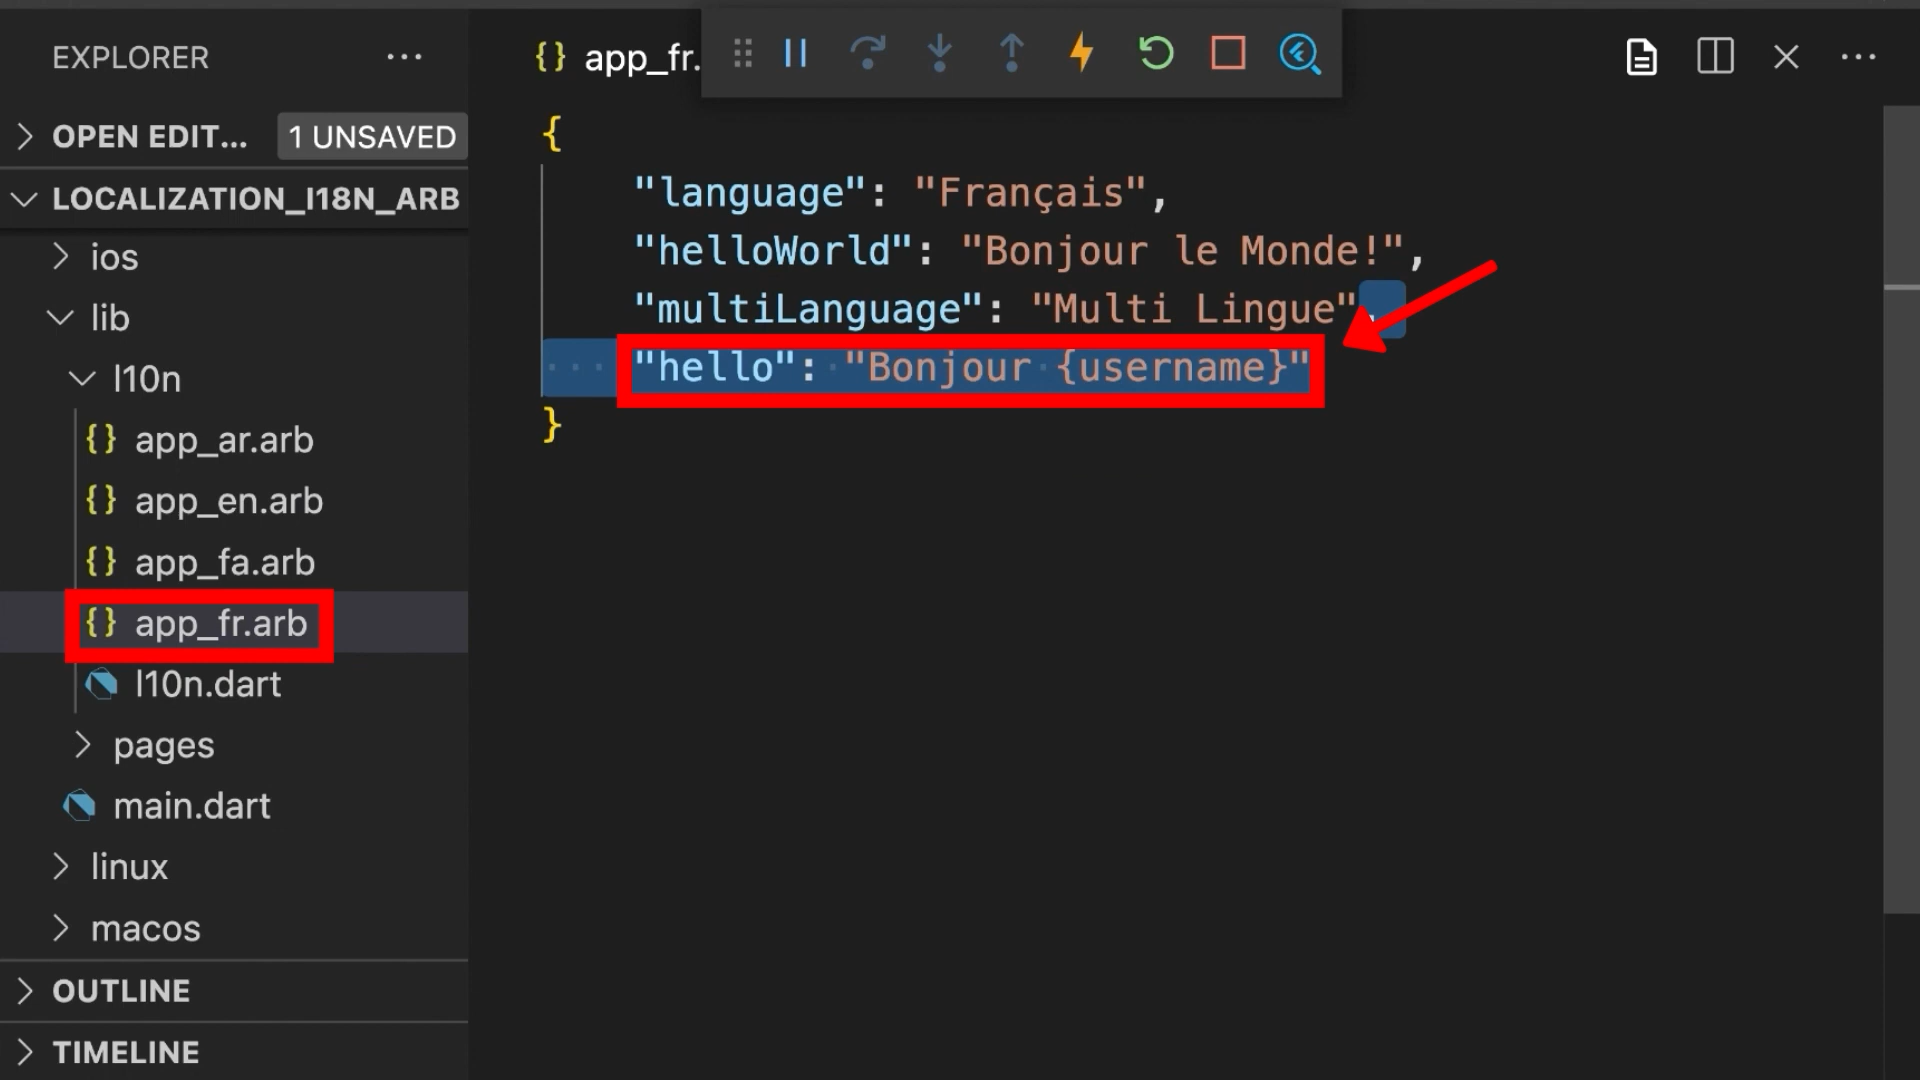 EXPLORER
OPEN EDIT... 1 UNSAVED
LOCALIZATION_I18N_ARB
ios
lib
l10n
{} app_ar.arb
{} app_en.arb
{} app_fa.arb
{} app_fr.arb
l10n.dart
pages
main.dart
linux
macos
OUTLINE
TIMELINE
{} app_fr.
{
"language": "Français",
"helloWorld": "Bonjour le Monde!",
"multiLanguage": "Multi Lingue",
"hello": "Bonjour {username}"
}